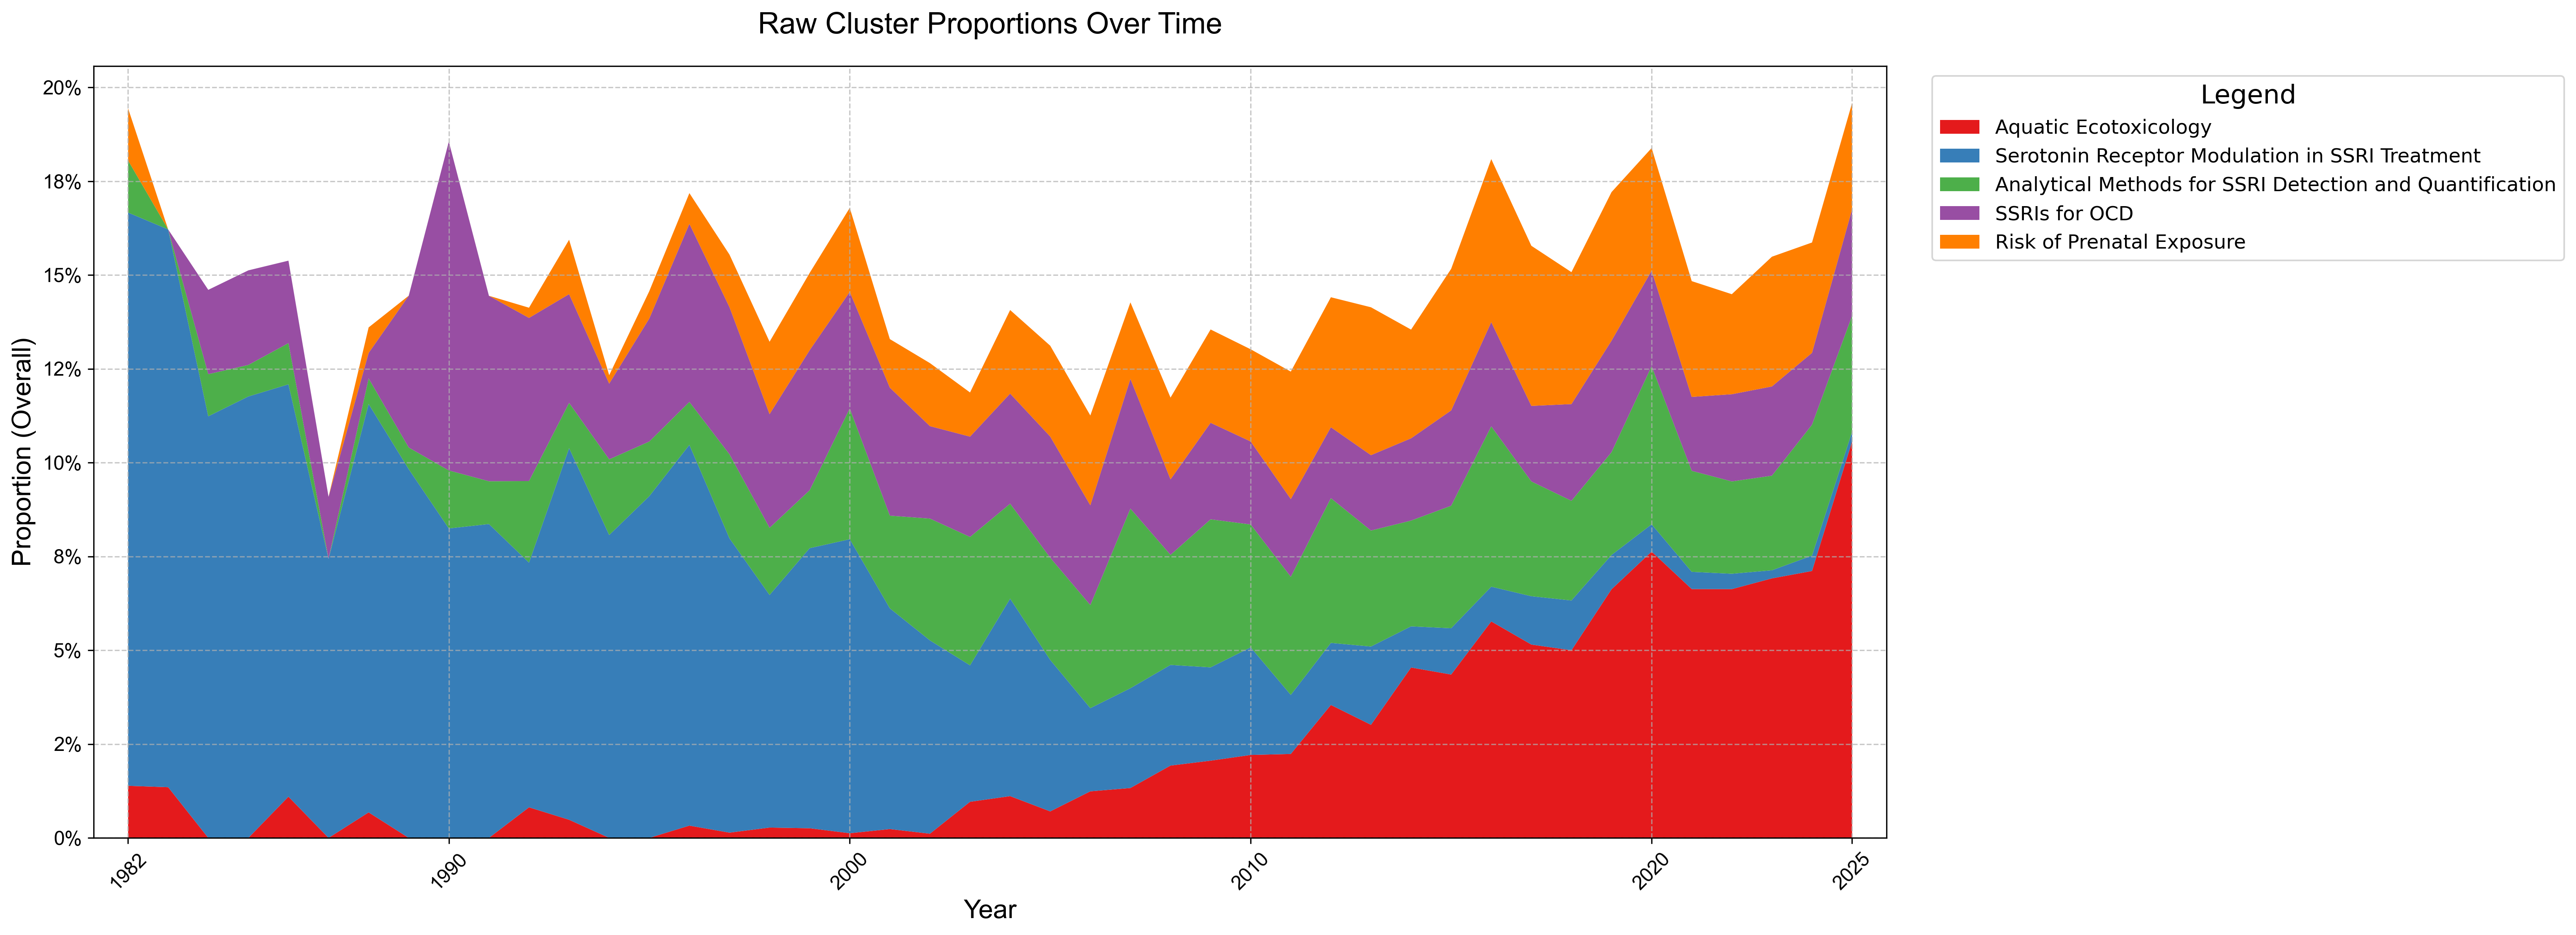 Raw Cluster Proportions Over Time
20%
18%
15%
12%
10%
8%
5%
2%
0%
Proportion (Overall)
1982
1990
2000
2010
2020
2025
Year
Legend
Aquatic Ecotoxicology
Serotonin Receptor Modulation in SSRI Treatment
Analytical Methods for SSRI Detection and Quantification
SSRIs for OCD
Risk of Prenatal Exposure